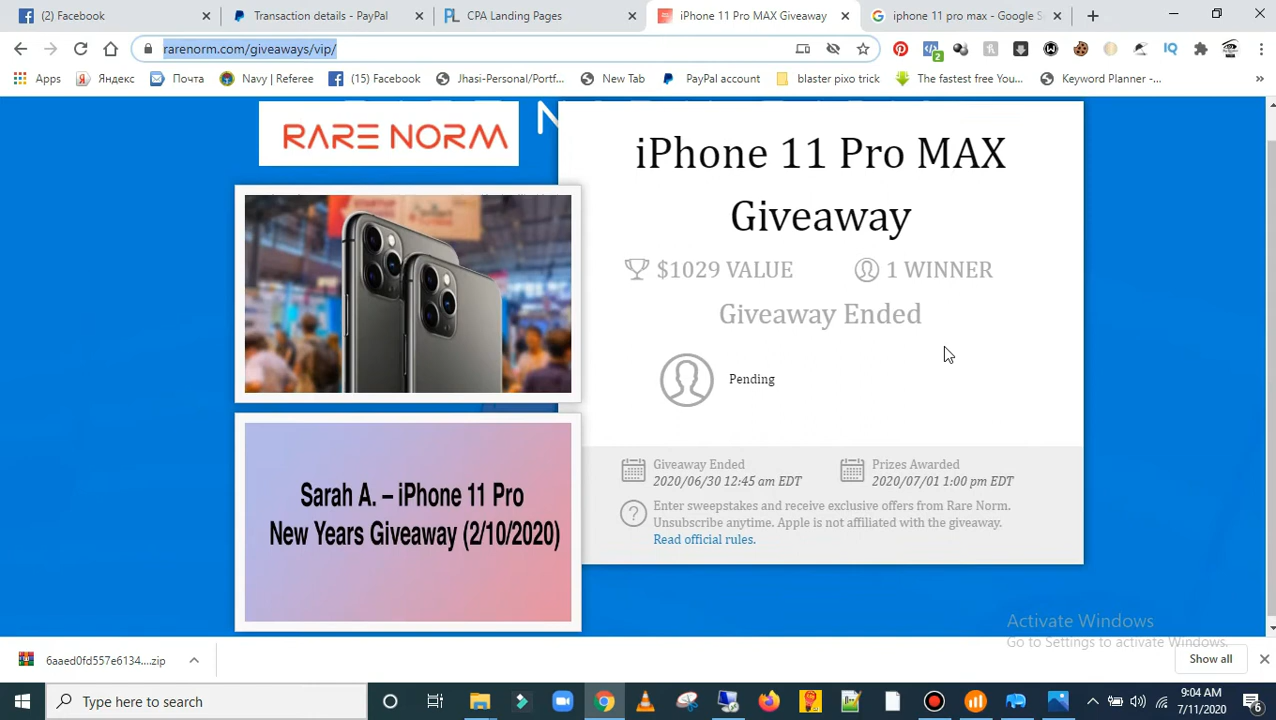 (2) Facebook
Transaction details - PayPal
CPA Landing Pages
iPhone 11 Pro MAX Giveaway
iphone 11 pro max - Google S
rarenorm.com/giveaways/vip/
Apps
Яндекс
Почта
Navy | Referee
(15) Facebook
Jhasi-Personal/Portf...
New Tab
PayPal account
blaster pixo trick
The fastest free You...
Keyword Planner -...
RARE NORM
iPhone 11 Pro MAX
Giveaway
$1029 VALUE
1 WINNER
Giveaway Ended
Pending
Sarah A. – iPhone 11 Pro
New Years Giveaway (2/10/2020)
Giveaway Ended
2020/06/30 12:45 am EDT
Prizes Awarded
2020/07/01 1:00 pm EDT
Enter sweepstakes and receive exclusive offers from Rare Norm.
Unsubscribe anytime. Apple is not affiliated with the giveaway.
Read official rules.
Activate Windows
Go to Settings to activate Windows.
6aaed0fd557e6134....zip
Show all
Type here to search
9:04 AM
7/11/2020
6